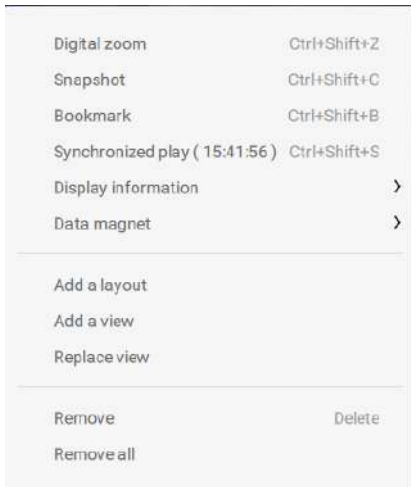 Digital zoom Ctrl+Shift+Z
Snapshot Ctrl+Shift+C
Bookmark Ctrl+Shift+B
Synchronized play ( 15:41:56 ) Ctrl+Shift+S
Display information
Data magnet
Add a layout
Add a view
Replace view
Remove Delete
Remove all